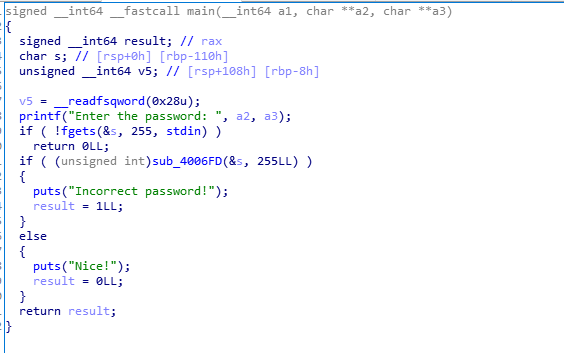 signed __int64 __fastcall main(__int64 a1, char **a2, char **a3)
{
  signed __int64 result; // rax
  char s; // [rsp+0h] [rbp-110h]
  unsigned __int64 v5; // [rsp+108h] [rbp-8h]

  v5 = __readfsqword(0x28u);
  printf("Enter the password: ", a2, a3);
  if ( !fgets(&s, 255, stdin) )
    return 0LL;
  if ( (unsigned int)sub_4006FD(&s, 255LL) )
  {
    puts("Incorrect password!");
    result = 1LL;
  }
  else
  {
    puts("Nice!");
    result = 0LL;
  }
  return result;
}